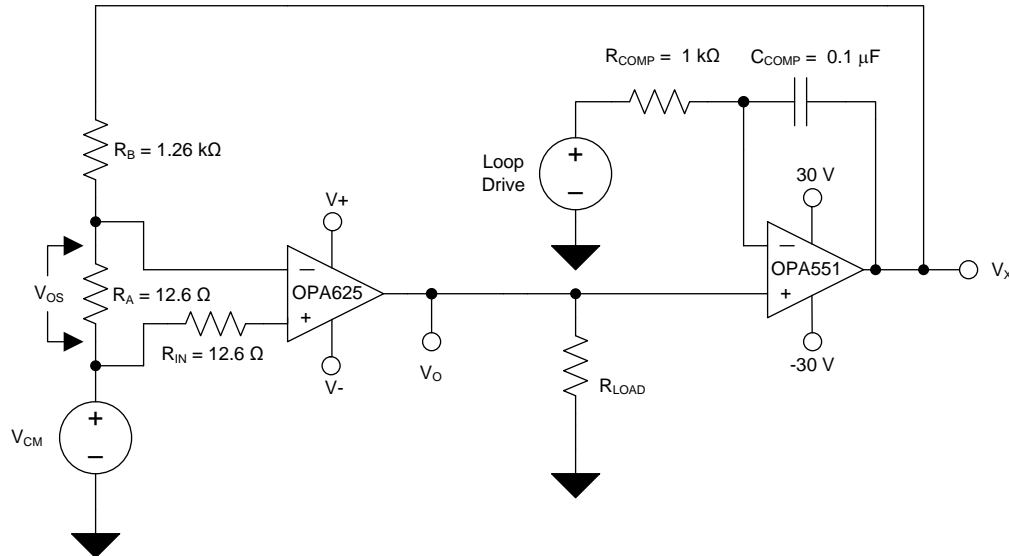 R_COMP = 1 kΩ
C_COMP = 0.1 μF
R_B = 1.26 kΩ
Loop
Drive
+
−
30 V
V+
−
OPA551
+
V_X
−
OPA625
+
V_OS
R_A = 12.6 Ω
R_IN = 12.6 Ω
V-
V_O
-30 V
R_LOAD
V_CM
+
−